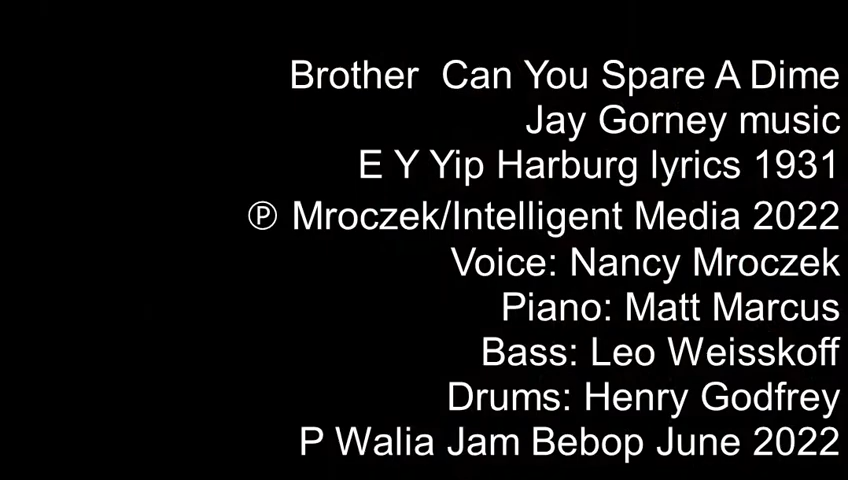 Brother  Can You Spare A Dime
Jay Gorney music
E Y Yip Harburg lyrics 1931
℗ Mroczek/Intelligent Media 2022
Voice: Nancy Mroczek
Piano: Matt Marcus
Bass: Leo Weisskoff
Drums: Henry Godfrey
P Walia Jam Bebop June 2022